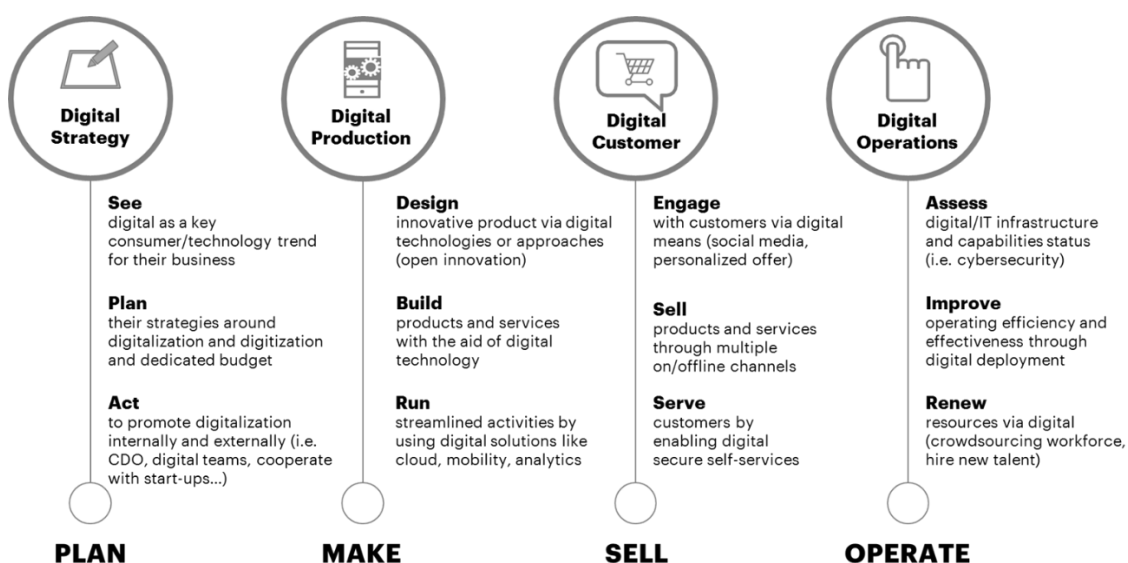 Digital
Strategy
See
digital as a key
consumer/technology trend
for their business
Plan
their strategies around
digitalization and digitization
and dedicated budget
Act
to promote digitalization
internally and externally (i.e.
CDO, digital teams, cooperate
with start-ups...)
PLAN
Digital
Production
Design
innovative product via digital
technologies or approaches
(open innovation)
Build
products and services
with the aid of digital
technology
Run
streamlined activities by
using digital solutions like
cloud, mobility, analytics
MAKE
Digital
Customer
Engage
with customers via digital
means (social media,
personalized offer)
Sell
products and services
through multiple
on/offline channels
Serve
customers by
enabling digital
secure self-services
SELL
Digital
Operations
Assess
digital/IT infrastructure
and capabilities status
(i.e. cybersecurity)
Improve
operating efficiency and
effectiveness through
digital deployment
Renew
resources via digital
(crowdsourcing workforce,
hire new talent)
OPERATE